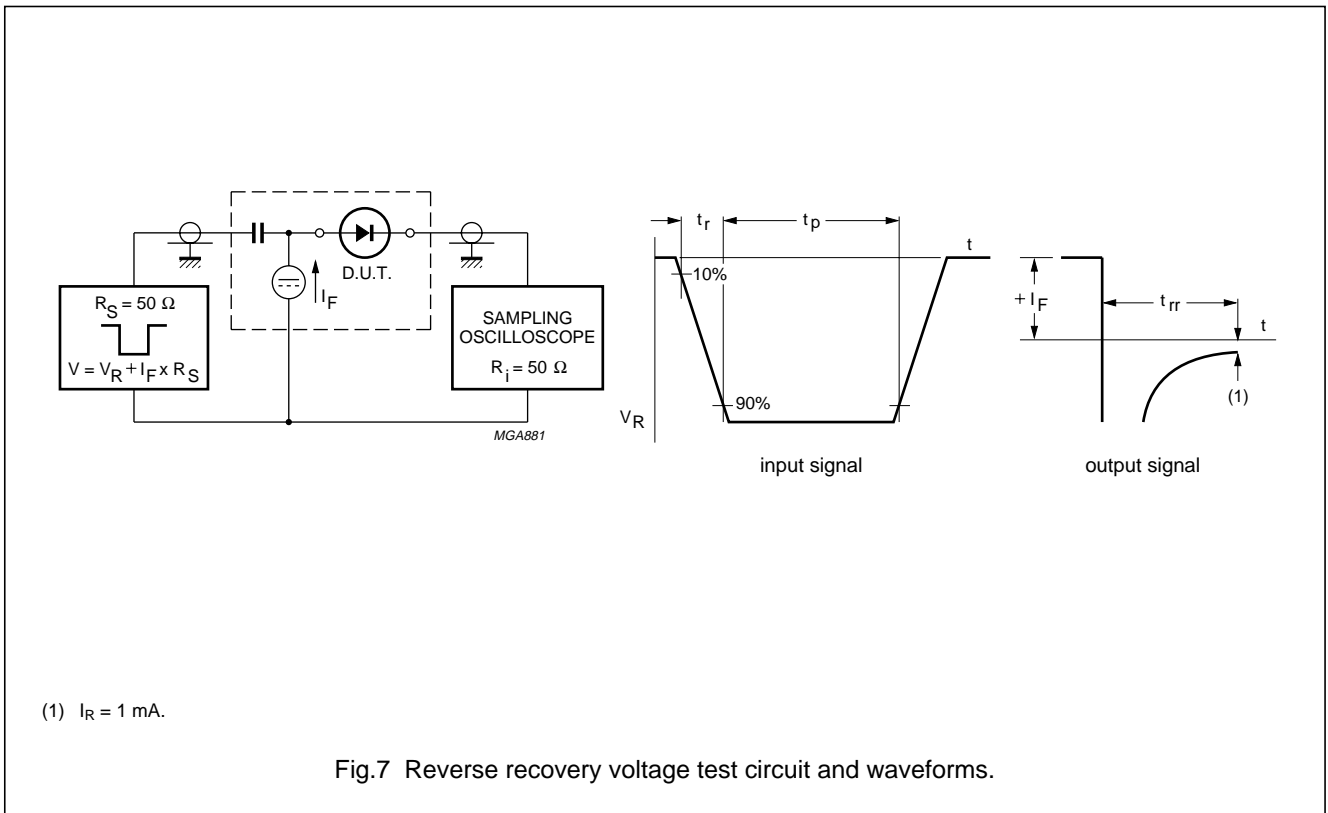 R_S = 50 Ω
V = V_R + I_F x R_S
I_F
D.U.T.
SAMPLING
OSCILLOSCOPE
R_i = 50 Ω
MGA881
t_r
t_p
t
10%
90%
V_R
input signal
+ I_F
t_rr
t
(1)
output signal
(1) I_R = 1 mA.
Fig.7 Reverse recovery voltage test circuit and waveforms.